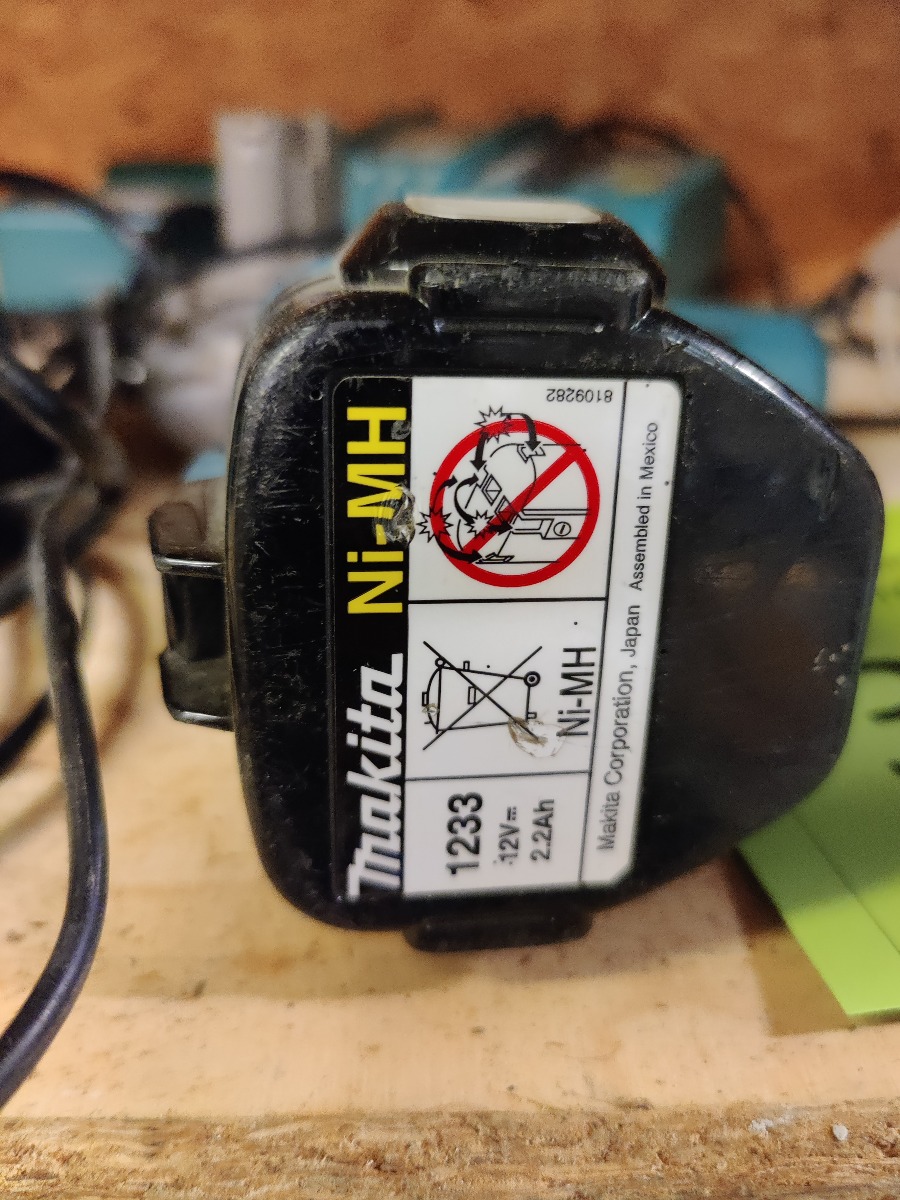 Makita Ni-MH
1233
12V⎓
2.2Ah
Ni-MH
8109282
Makita Corporation, Japan Assembled in Mexico